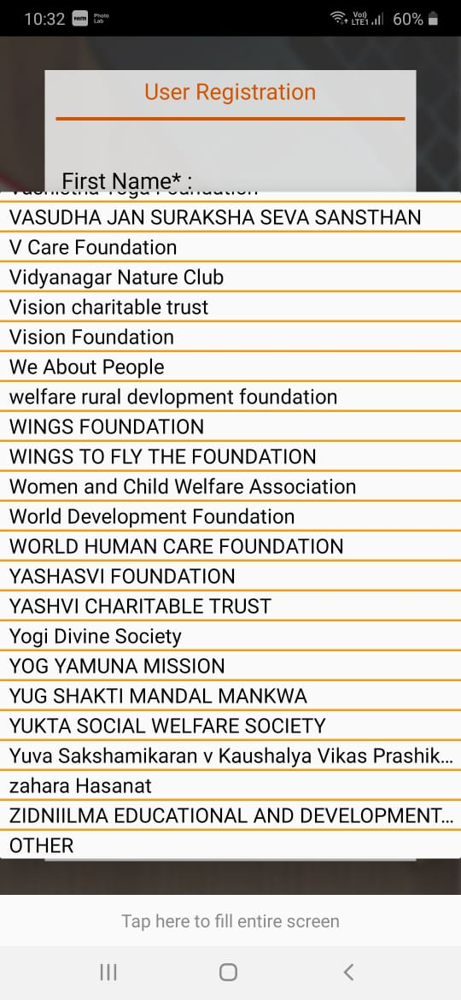 10:32 Paytm Photo Lab Vo) LTE1 60%
User Registration
First Name* :
Vashistha Yoga Foundation
VASUDHA JAN SURAKSHA SEVA SANSTHAN
V Care Foundation
Vidyanagar Nature Club
Vision charitable trust
Vision Foundation
We About People
welfare rural devlopment foundation
WINGS FOUNDATION
WINGS TO FLY THE FOUNDATION
Women and Child Welfare Association
World Development Foundation
WORLD HUMAN CARE FOUNDATION
YASHASVI FOUNDATION
YASHVI CHARITABLE TRUST
Yogi Divine Society
YOG YAMUNA MISSION
YUG SHAKTI MANDAL MANKWA
YUKTA SOCIAL WELFARE SOCIETY
Yuva Sakshamikaran v Kaushalya Vikas Prashik...
zahara Hasanat
ZIDNIILMA EDUCATIONAL AND DEVELOPMENT...
OTHER
Tap here to fill entire screen